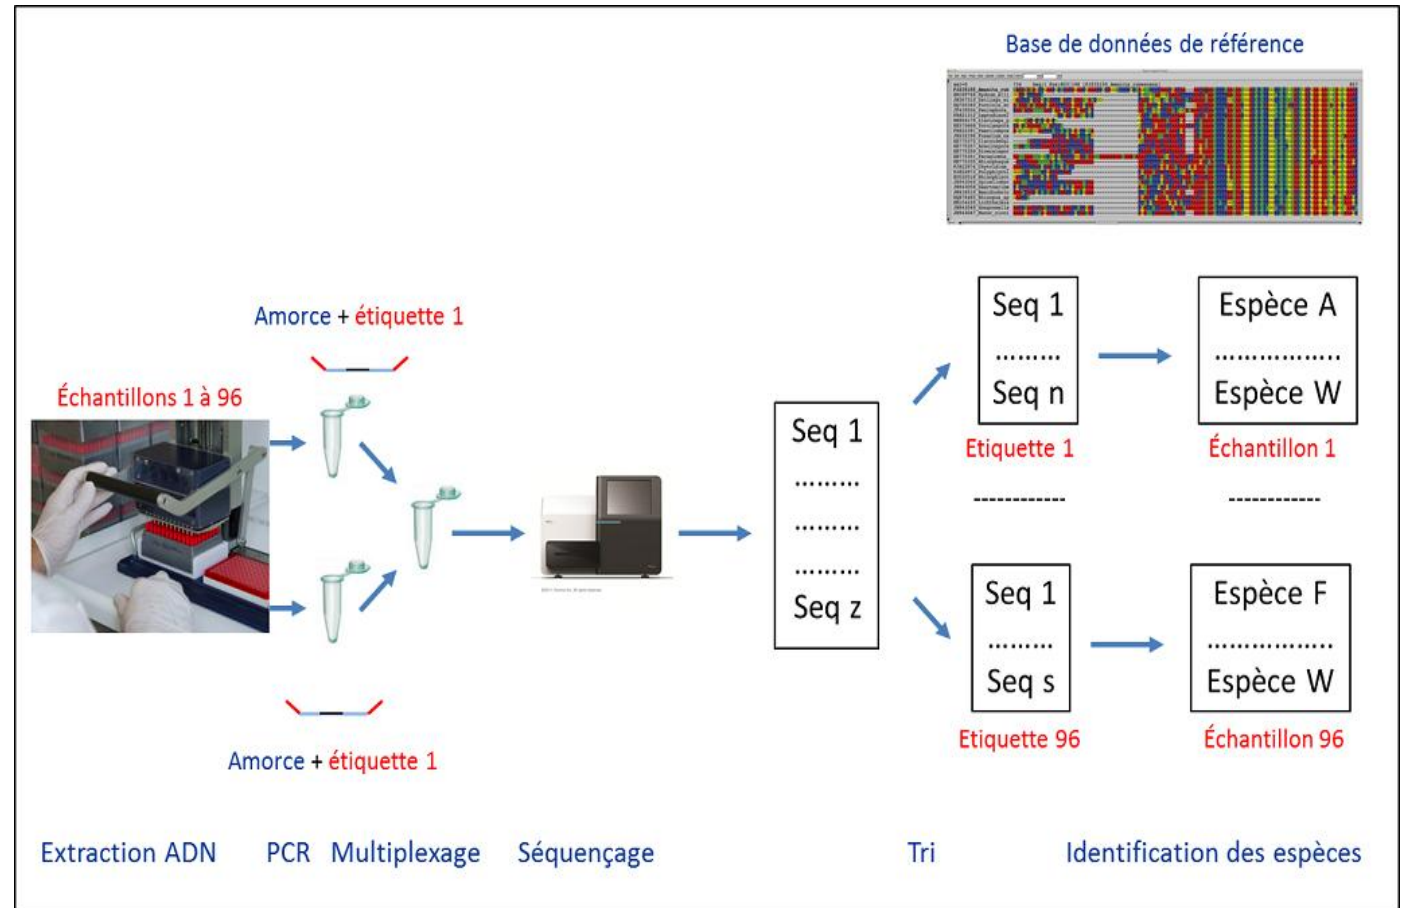 Base de données de référence
Amorce + étiquette 1
Échantillons 1 à 96
Seq 1
.........
.........
.........
Seq z
Seq 1
.........
Seq n
Etiquette 1
------------
Espèce A
..................
Espèce W
Échantillon 1
------------
Seq 1
.........
Seq s
Etiquette 96
Espèce F
..................
Espèce W
Échantillon 96
Amorce + étiquette 1
Extraction ADN PCR Multiplexage Séquençage Tri Identification des espèces